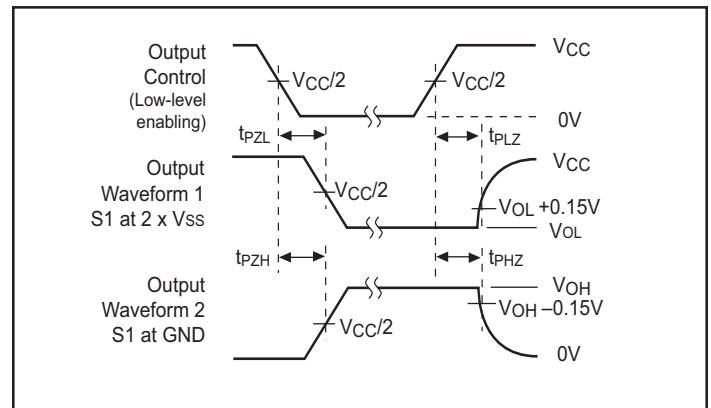 Output
Control
(Low-level
enabling)
VCC/2
VCC/2
VCC
0V
tPZL
tPLZ
Output
Waveform 1
S1 at 2 x Vss
VCC/2
VCC
VOL +0.15V
VOL
tPZH
tPHZ
Output
Waveform 2
S1 at GND
VCC/2
VOH
VOH –0.15V
0V